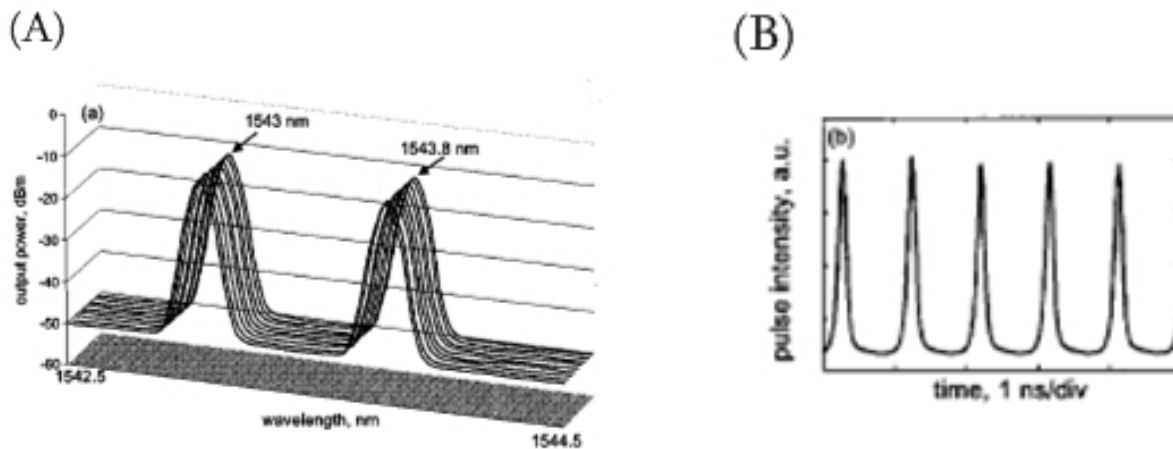 (A)
(a)
1543 nm
1543.8 nm
0
-10
-20
-30
-40
-50
-60
output power, dBm
1542.5
wavelength, nm
1544.5
(B)
(b)
pulse intensity, a.u.
time, 1 ns/div